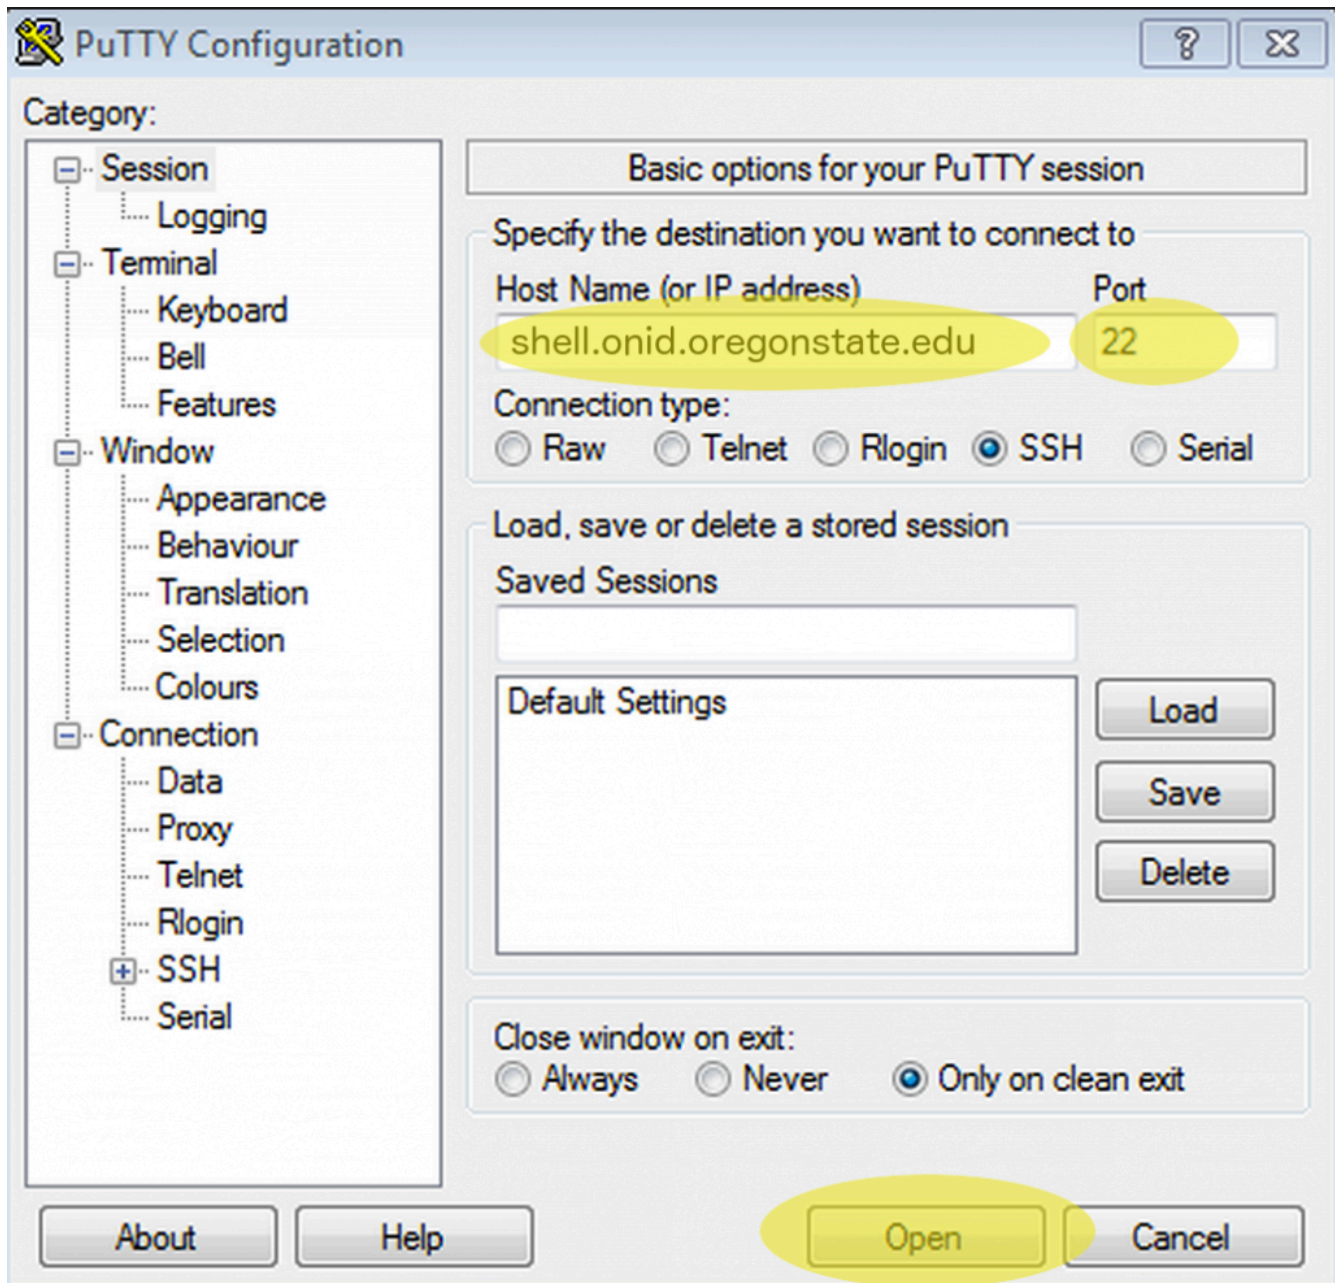 PuTTY Configuration
Category:
Session
Logging
Terminal
Keyboard
Bell
Features
Window
Appearance
Behaviour
Translation
Selection
Colours
Connection
Data
Proxy
Telnet
Rlogin
SSH
Serial
Basic options for your PuTTY session
Specify the destination you want to connect to
Host Name (or IP address) Port
shell.onid.oregonstate.edu 22
Connection type:
Raw Telnet Rlogin SSH Serial
Load, save or delete a stored session
Saved Sessions
Default Settings
Load
Save
Delete
Close window on exit:
Always Never Only on clean exit
About Help Open Cancel